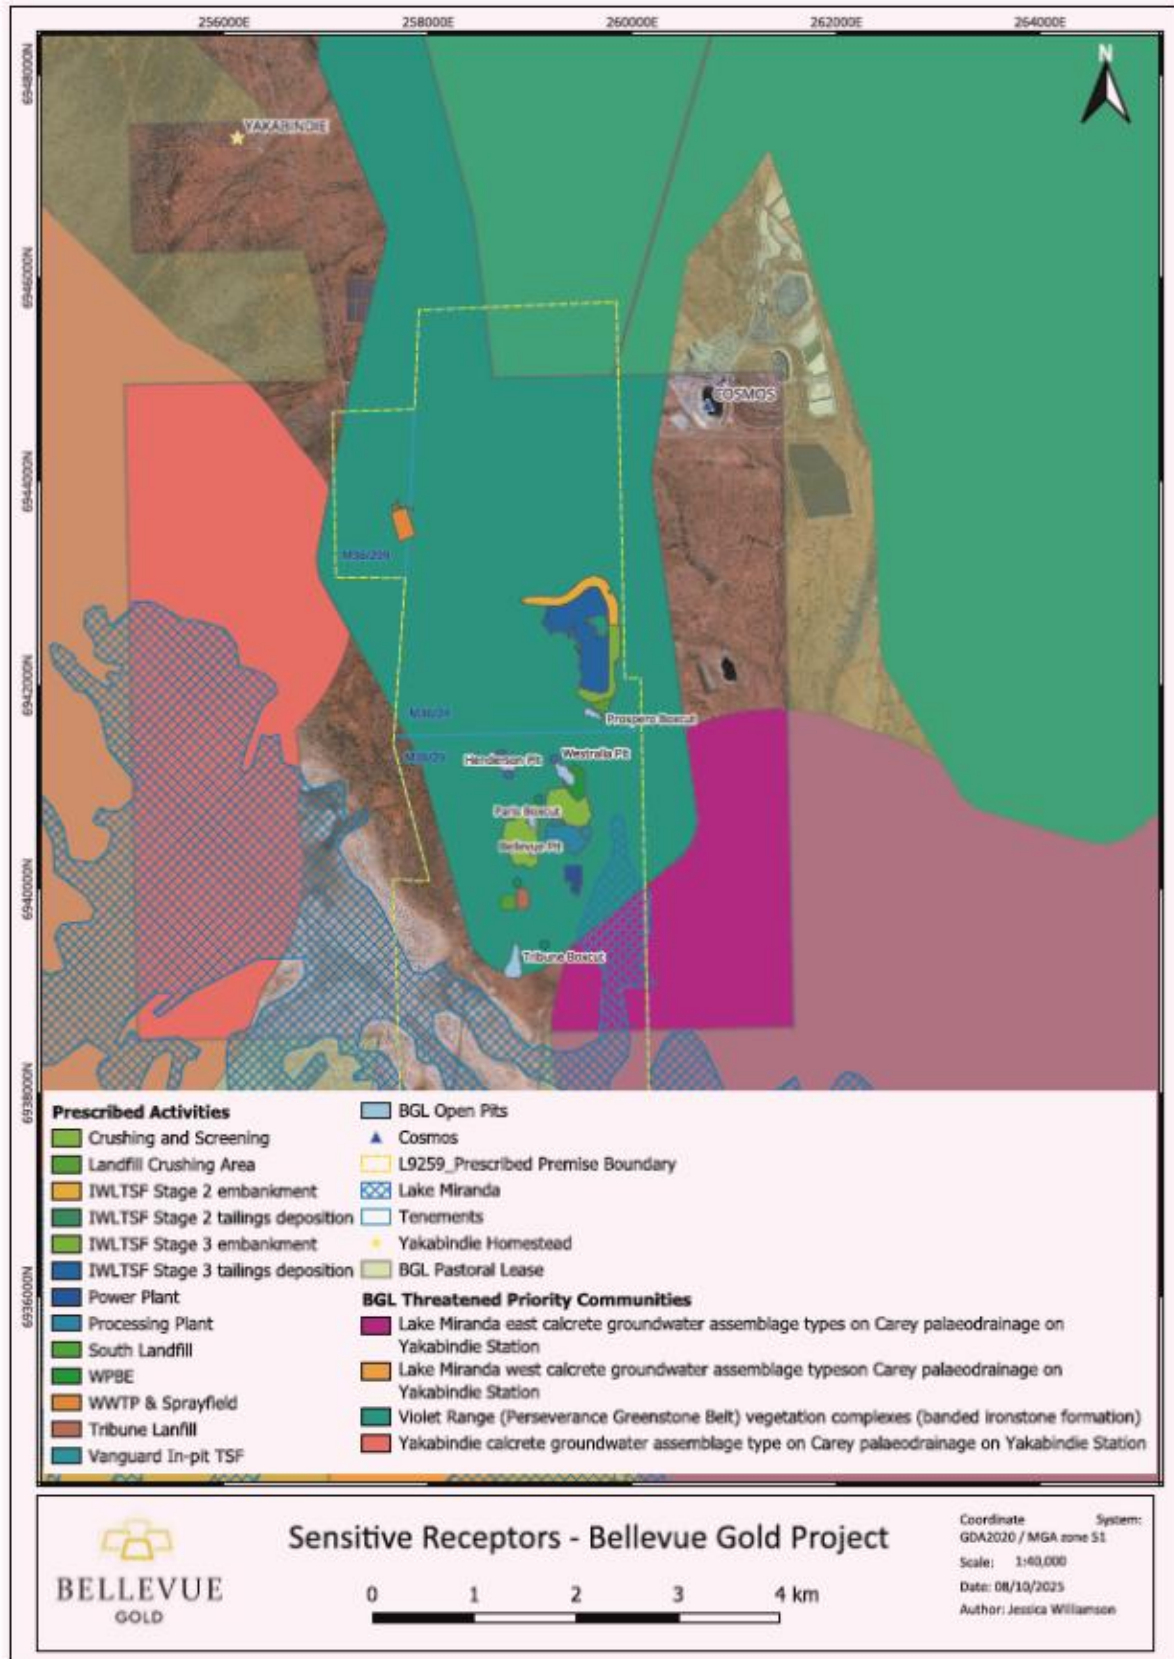 256000E
258000E
260000E
262000E
264000E
6948000N
6946000N
6944000N
6942000N
6940000N
6938000N
6936000N
N
YAKABINDIE
COSMOS
Prospero Boxcut
Henderson Pit
Westralia Pit
Paris Boxcut
Bellevue Pit
Tribune Boxcut
Prescribed Activities
Crushing and Screening
Landfill Crushing Area
IWLTSF Stage 2 embankment
IWLTSF Stage 2 tailings deposition
IWLTSF Stage 3 embankment
IWLTSF Stage 3 tailings deposition
Power Plant
Processing Plant
South Landfill
WWTP & Sprayfield
Tribune Lanfill
Vanguard In-pit TSF
BGL Open Pits
Cosmos
L9259_Prescribed Premise Boundary
Lake Miranda
Tenements
Yakabindie Homestead
BGL Pastoral Lease
BGL Threatened Priority Communities
Lake Miranda east calcrete groundwater assemblage types on Carey palaeodrainage on
Yakabindie Station
Lake Miranda west calcrete groundwater assemblage typeson Carey palaeodrainage on
Yakabindie Station
Violet Range (Perseverance Greenstone Belt) vegetation complexes (banded ironstone formation)
Yakabindie calcrete groundwater assemblage type on Carey palaeodrainage on Yakabindie Station
BELLEVUE
GOLD
Sensitive Receptors - Bellevue Gold Project
0 1 2 3 4 km
Coordinate System:
GDA2020 / MGA zone 51
Scale: 1:40,000
Date: 08/10/2025
Author: Jessica Williamson